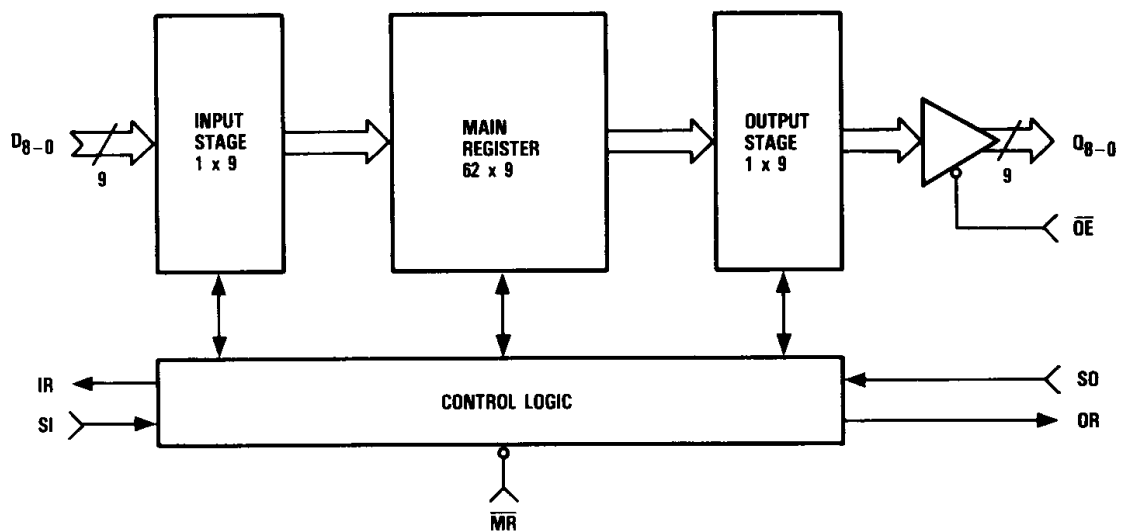 INPUT
STAGE
1 x 9
MAIN
REGISTER
62 x 9
OUTPUT
STAGE
1 x 9
D8–0
9
9
Q8–0
OE
IR
SI
CONTROL LOGIC
SO
OR
MR